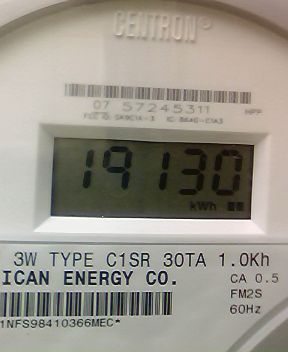 CENTRON®
07 57245311
19130
kWh
3W TYPE C1SR 30TA 1.0Kh
ICAN ENERGY CO.
CA 0.5
FM2S
1NFS98410366MEC*
60Hz